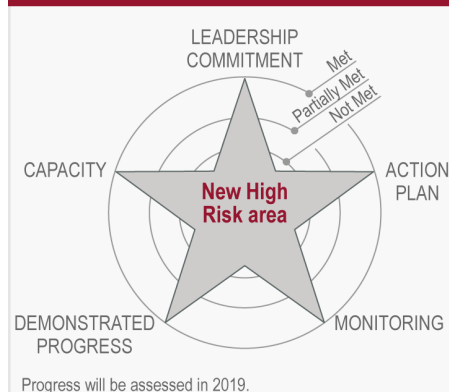 LEADERSHIP
COMMITMENT
Met
Partially Met
Not Met
CAPACITY
ACTION
PLAN
New High
Risk area
DEMONSTRATED
PROGRESS
MONITORING
Progress will be assessed in 2019.